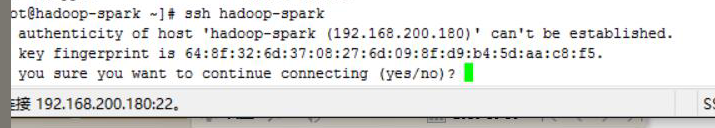 ot@hadoop-spark ~]# ssh hadoop-spark
authenticity of host 'hadoop-spark (192.168.200.180)' can't be established.
key fingerprint is 64:8f:32:6d:37:08:27:6d:09:8f:d9:b4:5d:aa:c8:f5.
you sure you want to continue connecting (yes/no)?
接 192.168.200.180:22。 SS